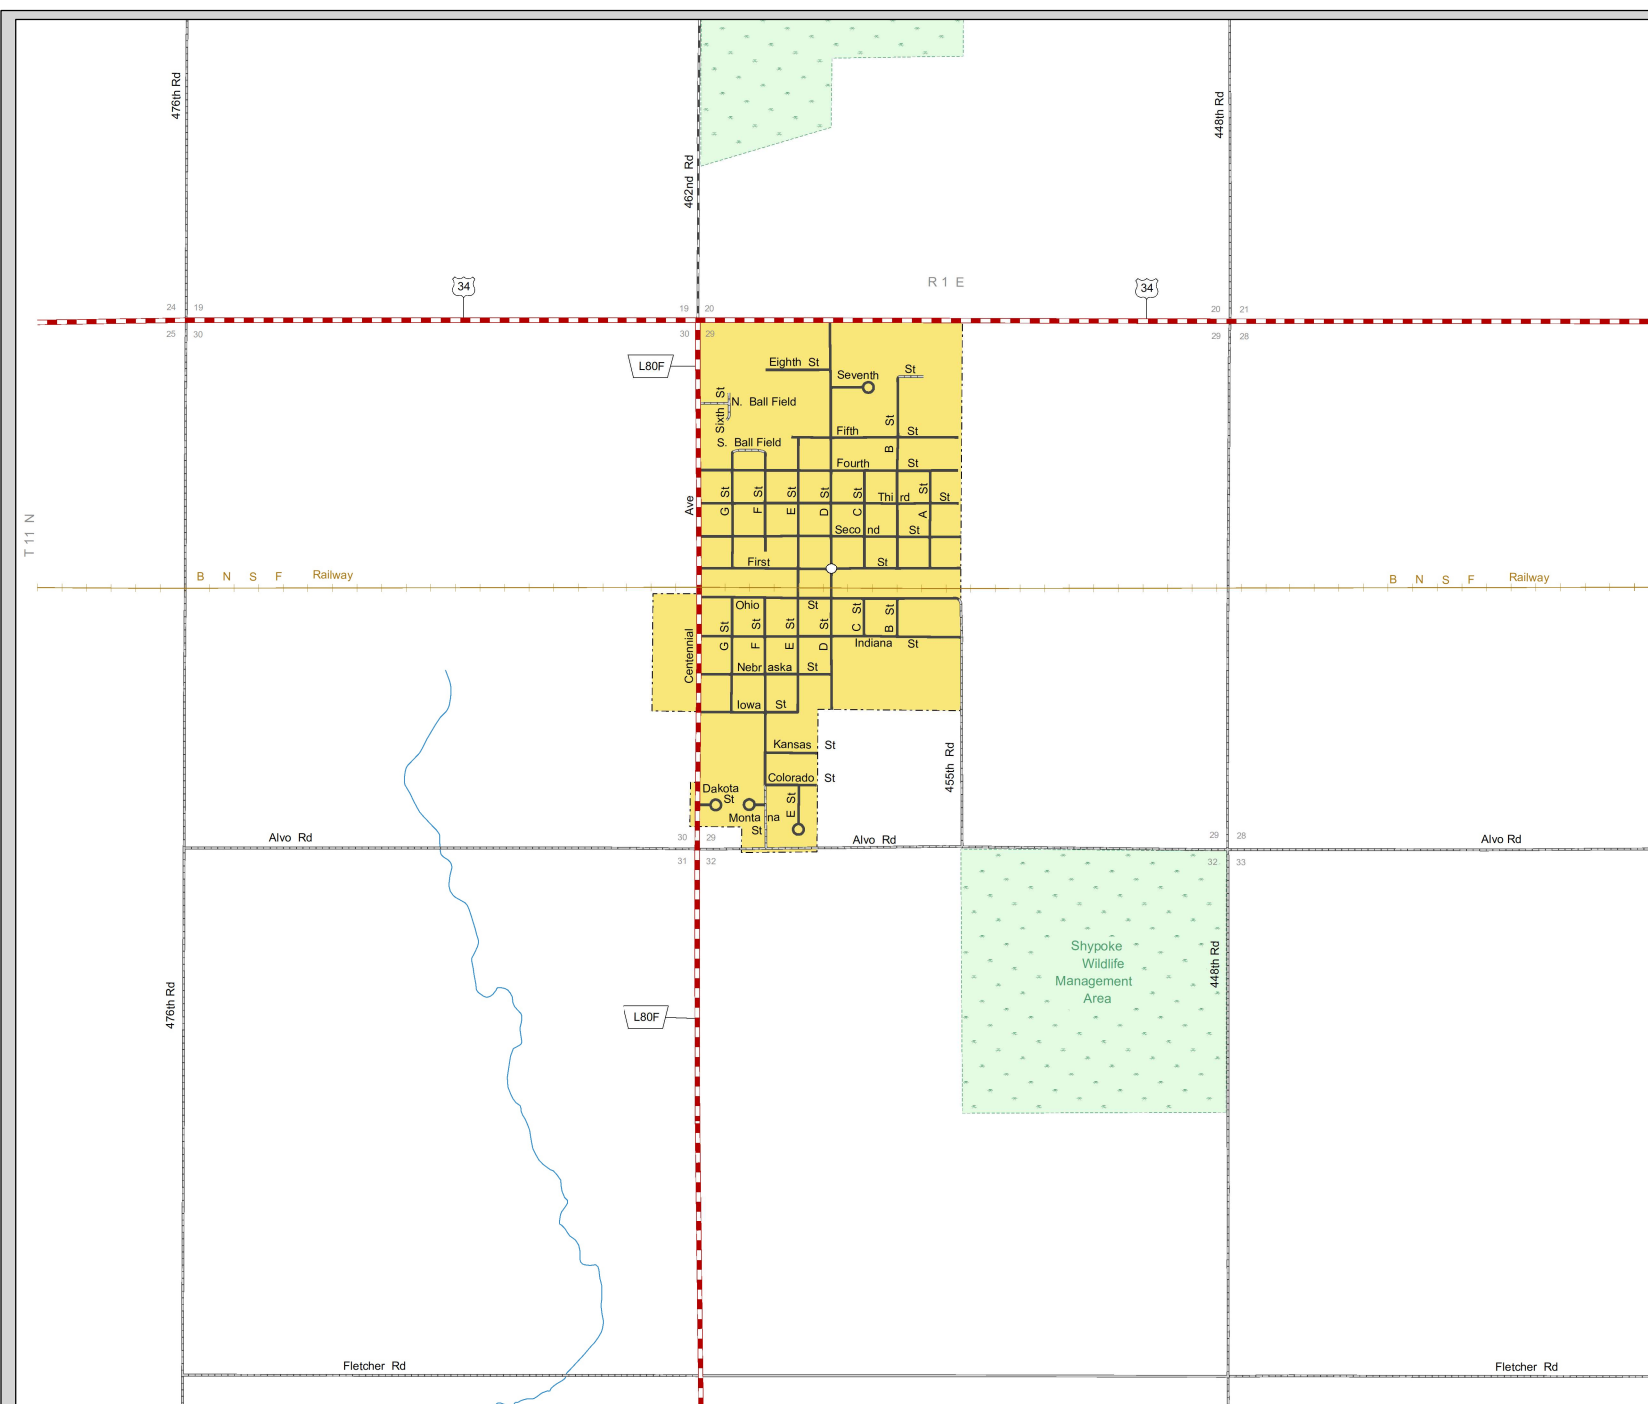 476th Rd
448th Rd
462nd Rd
R 1 E
34
34
24 19
19 20
20 21
25 30
30 29
29 28
L80F
Eighth St
Seventh St
Sixth St
N. Ball Field
B St
Fifth St
S. Ball Field
Fourth St
G St
F St
E St
D St
C St
Third St
A St
Ave
Second St
T 11 N
First St
B N S F Railway
B N S F Railway
Ohio St
G St
F St
E St
D St
C St
B St
Indiana St
Centennial
Nebraska St
Iowa St
Kansas St
455th Rd
Colorado St
Dakota St
E St
Montana St
30 29
29 28
Alvo Rd
Alvo Rd
Alvo Rd
31 32
32 33
Shypoke
Wildlife
Management
Area
448th Rd
476th Rd
L80F
Fletcher Rd
Fletcher Rd